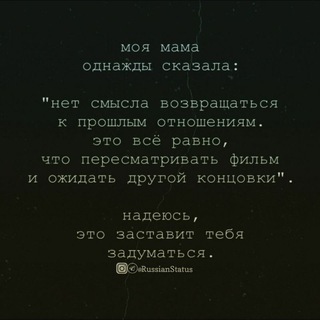 моя мама
однажды сказала:
"нет смысла возвращаться
к прошлым отношениям.
это всё равно,
что пересматривать фильм
и ожидать другой концовки".
надеюсь,
это заставит тебя
задуматься.
eRussianStatus